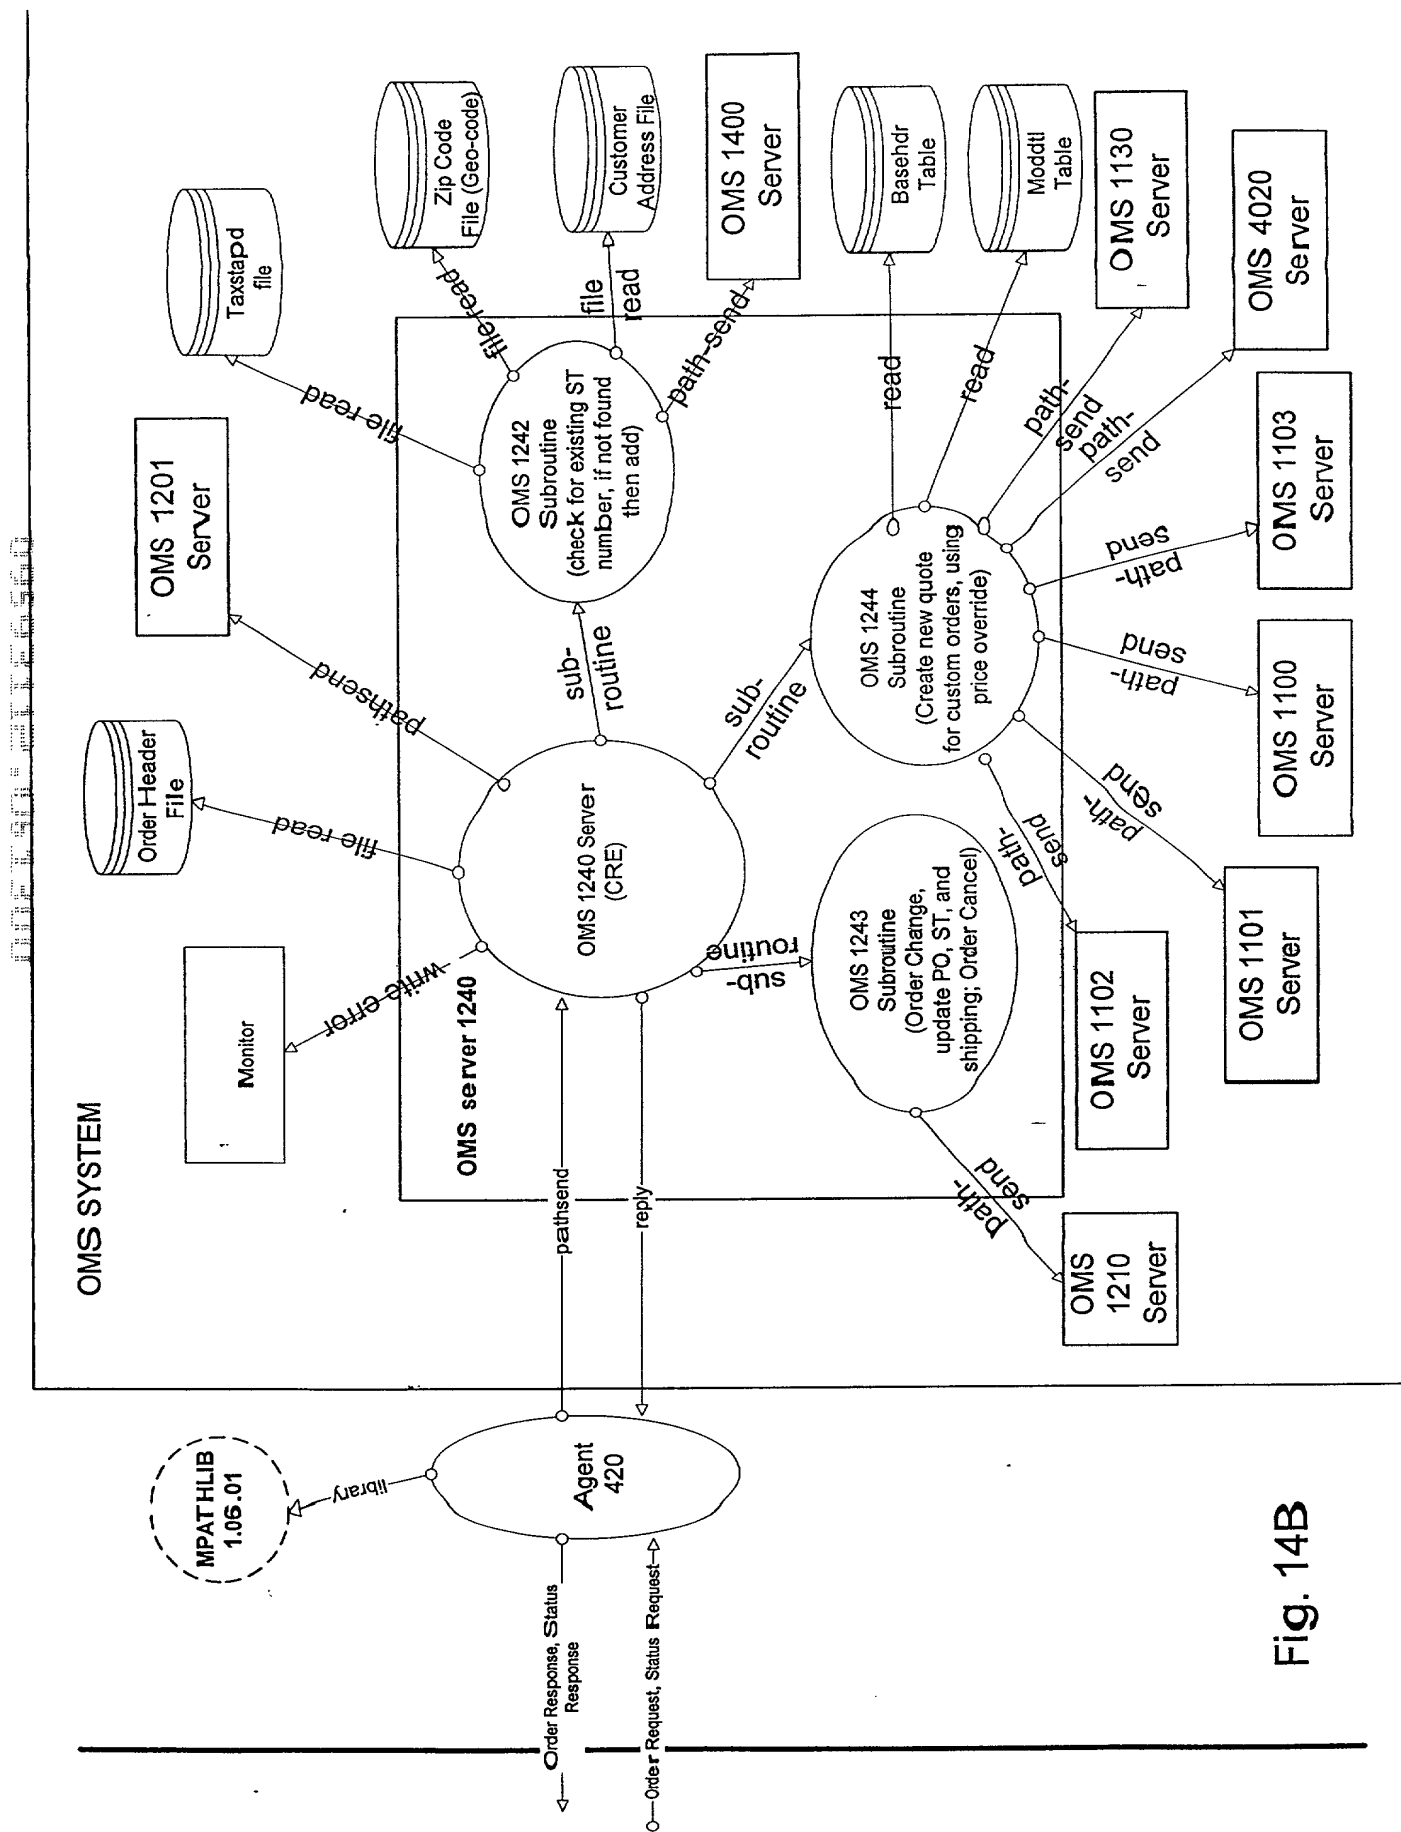 OMS SYSTEM
MPATHLIB
1.06.01
library
Agent
420
Order Response, Status
Response
Order Request, Status Request
pathsend
reply
Monitor
write error
Order Header
File
file read
OMS 1201
Server
pathsend
Taxstapd
file
file read
Zip Code
File (Geo-code)
file read
Customer
Address File
file
read
OMS 1400
Server
path-send
OMS server 1240
OMS 1240 Server
(CRE)
sub-
routine
OMS 1242
Subroutine
(check for existing ST
number, if not found
then add)
sub-
routine
OMS 1244
Subroutine
(Create new quote
for custom orders, using
price override)
sub-
routine
OMS 1243
Subroutine
(Order Change,
update PO, ST, and
shipping; Order Cancel)
Basehdr
Table
read
Moddtl
Table
read
OMS 1130
Server
path-
send
OMS 4020
Server
path-
send
OMS 1103
Server
path-
send
OMS 1100
Server
path-
send
OMS 1101
Server
path-
send
OMS 1102
Server
path-
send
OMS
1210
Server
path-
send
Fig. 14B